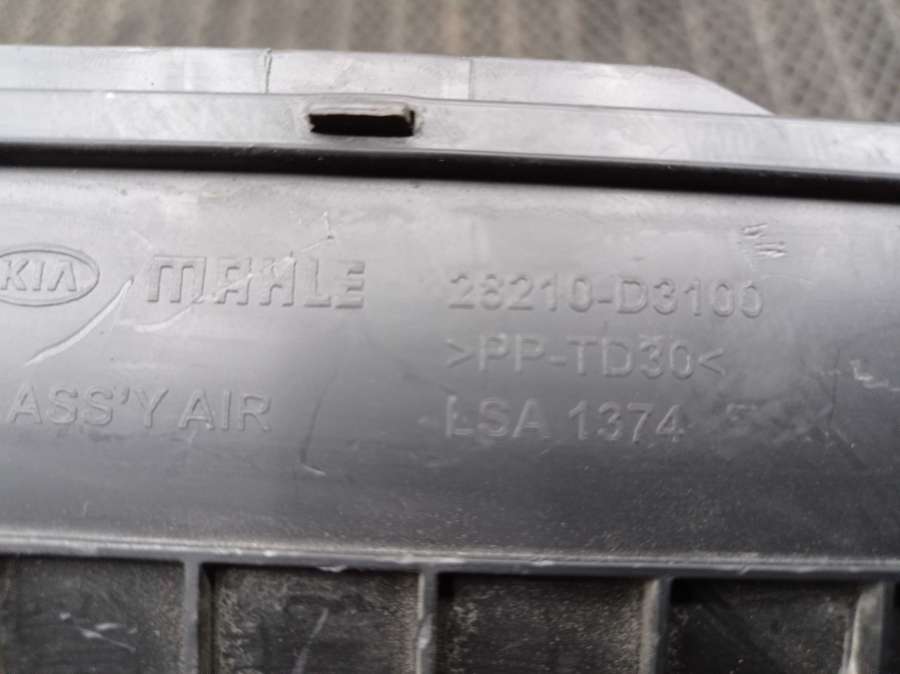 KIA MAHLE 28210-D3100
>PP-TD30<
ASS'Y AIR LSA 1374